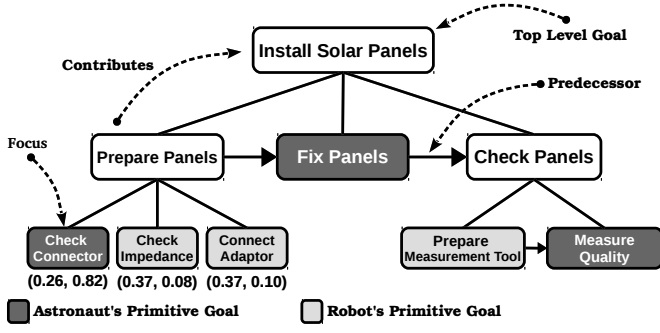 Install Solar Panels
Top Level Goal
Contributes
Predecessor
Focus
Prepare Panels
Fix Panels
Check Panels
Check
Connector
Check
Impedance
Connect
Adaptor
Prepare
Measurement Tool
Measure
Quality
(0.26, 0.82) (0.37, 0.08) (0.37, 0.10)
Astronaut's Primitive Goal
Robot's Primitive Goal